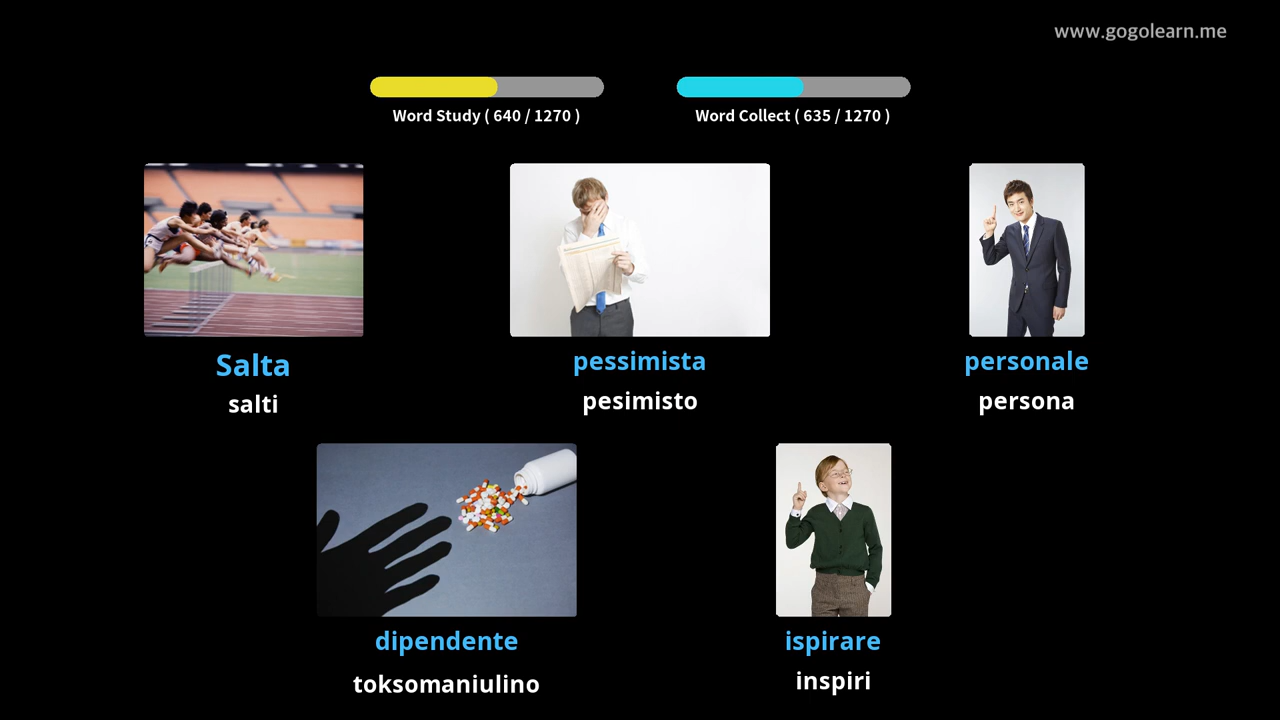 www.gogolearn.me
Word Study ( 640 / 1270 )
Word Collect ( 635 / 1270 )
Salta
salti
pessimista
pesimisto
personale
persona
dipendente
toksomaniulino
ispirare
inspiri